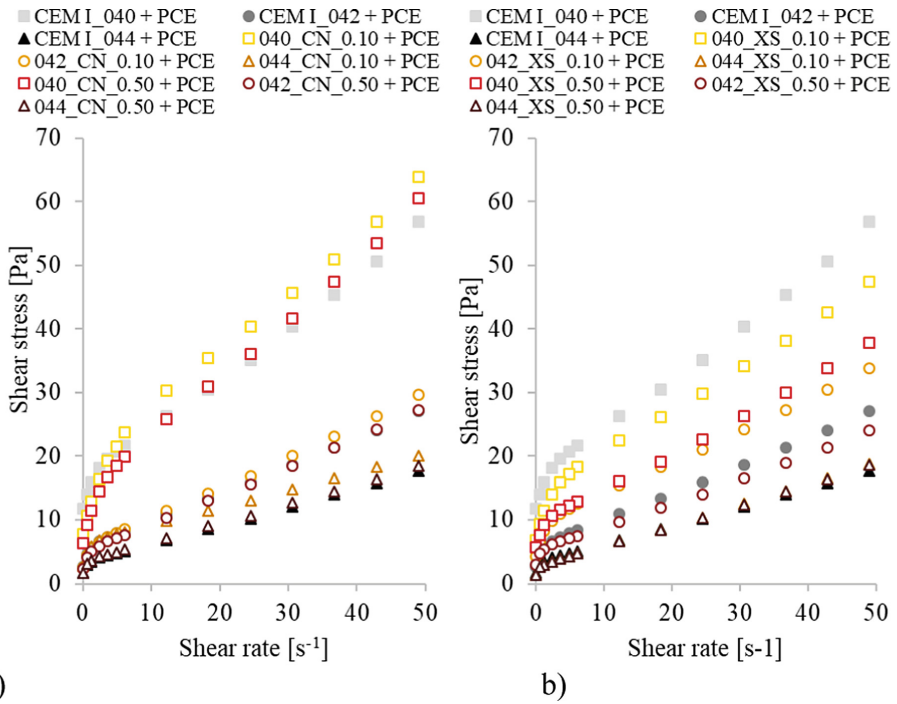 CEM I_040 + PCE CEM I_042 + PCE
CEM I_044 + PCE 040_CN_0.10 + PCE
042_CN_0.10 + PCE 044_CN_0.10 + PCE
040_CN_0.50 + PCE 042_CN_0.50 + PCE
044_CN_0.50 + PCE
70
60
50
40
30
20
10
0
Shear stress [Pa]
0 10 20 30 40 50
Shear rate [s-1]
)
CEM I_040 + PCE CEM I_042 + PCE
CEM I_044 + PCE 040_XS_0.10 + PCE
042_XS_0.10 + PCE 044_XS_0.10 + PCE
040_XS_0.50 + PCE 042_XS_0.50 + PCE
044_XS_0.50 + PCE
70
60
50
40
30
20
10
0
Shear stress [Pa]
0 10 20 30 40 50
Shear rate [s-1]
b)